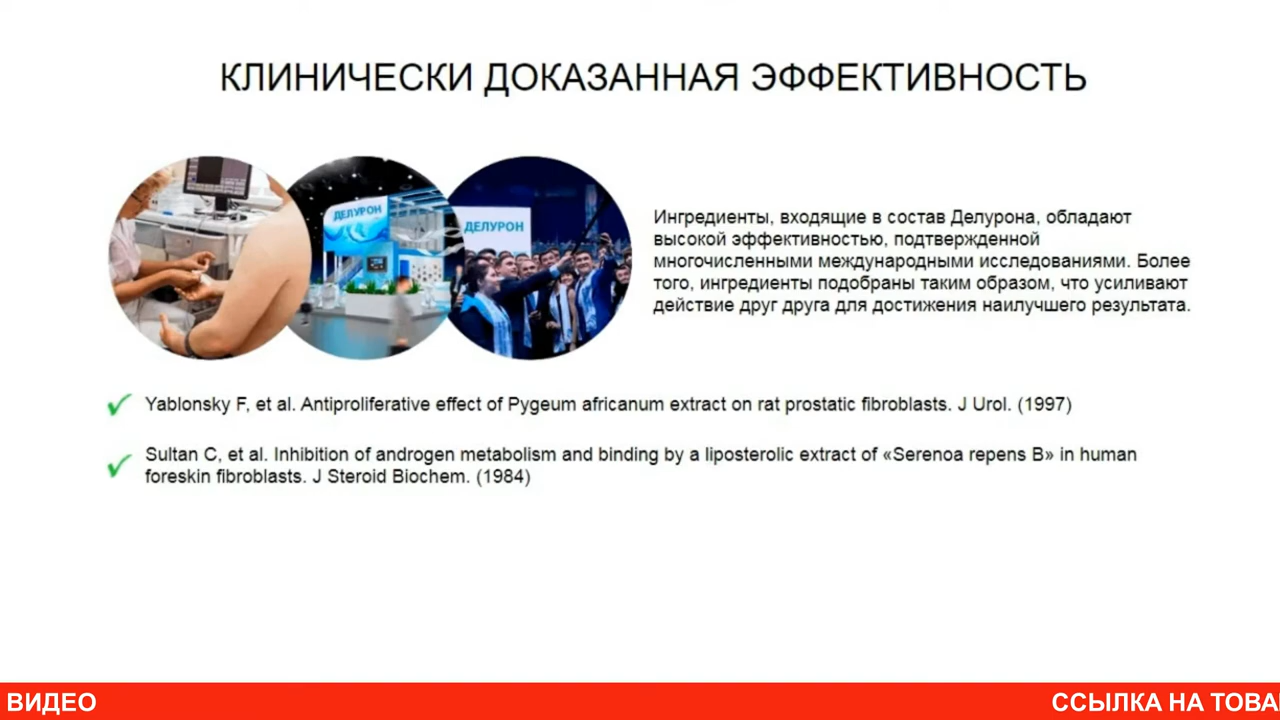 КЛИНИЧЕСКИ ДОКАЗАННАЯ ЭФФЕКТИВНОСТЬ
ДЕЛУРОН
ДЕЛУРОН
Ингредиенты, входящие в состав Делурона, обладают
высокой эффективностью, подтвержденной
многочисленными международными исследованиями. Более
того, ингредиенты подобраны таким образом, что усиливают
действие друг друга для достижения наилучшего результата.
Yablonsky F, et al. Antiproliferative effect of Pygeum africanum extract on rat prostatic fibroblasts. J Urol. (1997)
Sultan C, et al. Inhibition of androgen metabolism and binding by a liposterolic extract of «Serenoa repens B» in human
foreskin fibroblasts. J Steroid Biochem. (1984)
ВИДЕО
ССЫЛКА НА ТОВА